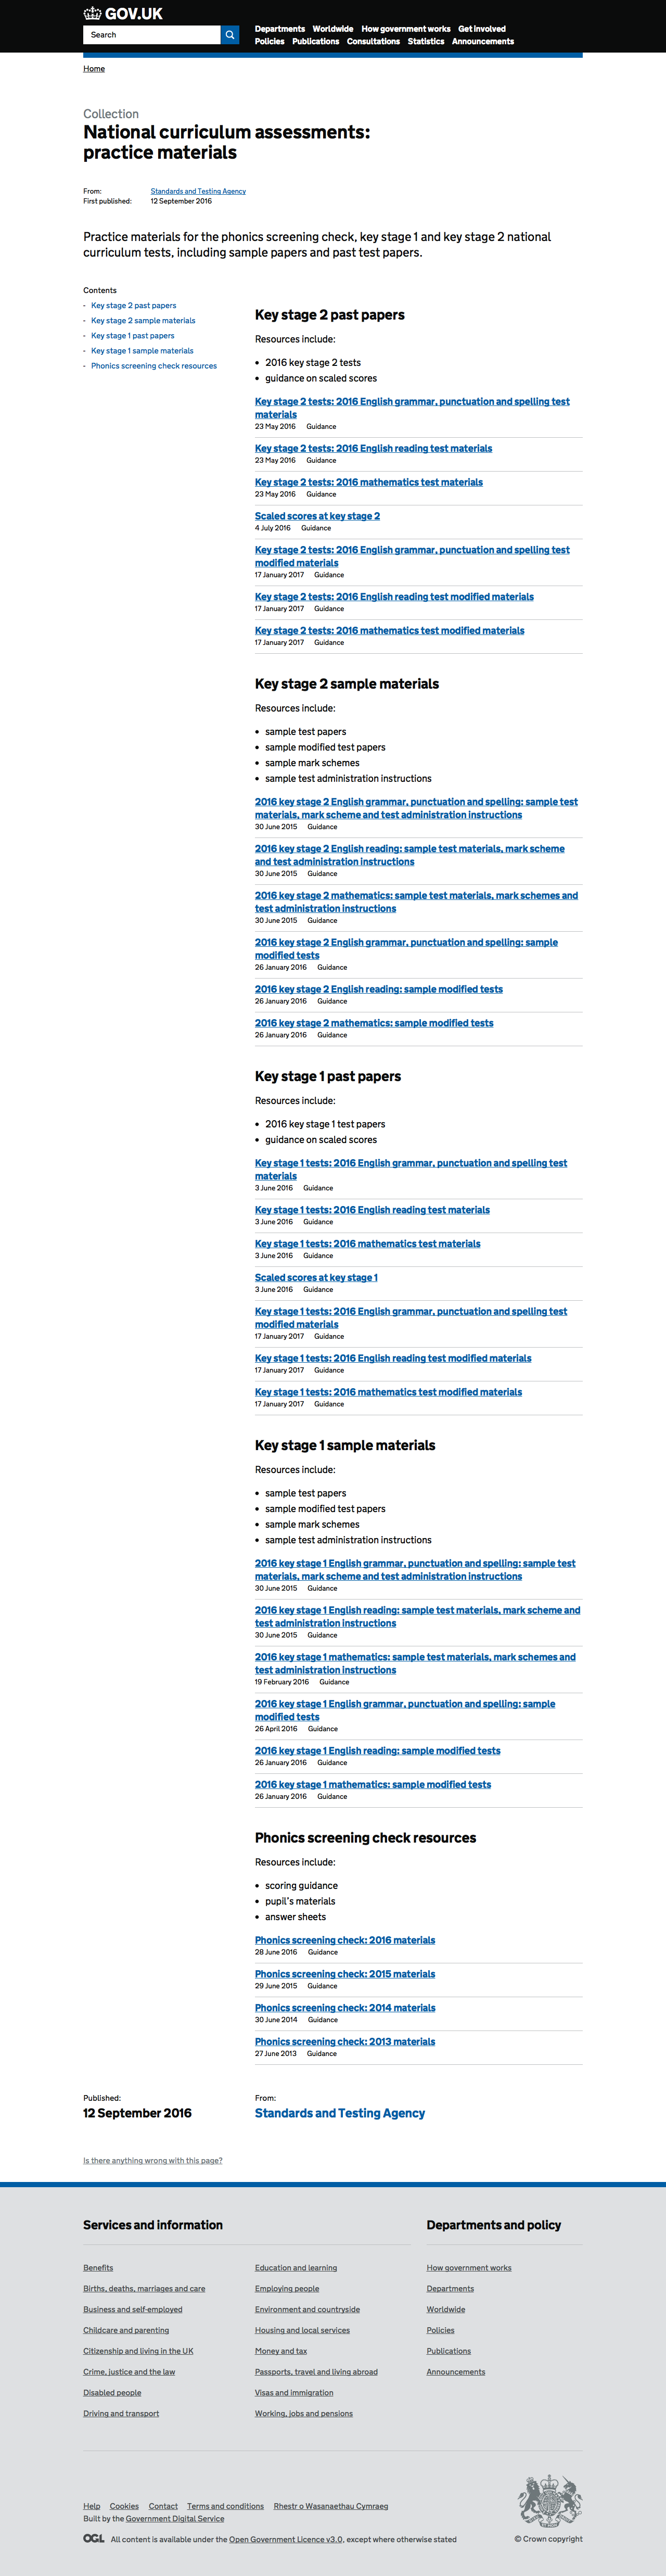 GOV.UK
Search
Departments Worldwide How government works Get involved
Policies Publications Consultations Statistics Announcements
Home
Collection
National curriculum assessments:
practice materials
From: Standards and Testing Agency
First published: 12 September 2016
Practice materials for the phonics screening check, key stage 1 and key stage 2 national
curriculum tests, including sample papers and past test papers.
Contents
- Key stage 2 past papers
- Key stage 2 sample materials
- Key stage 1 past papers
- Key stage 1 sample materials
- Phonics screening check resources
Key stage 2 past papers
Resources include:
• 2016 key stage 2 tests
• guidance on scaled scores
Key stage 2 tests: 2016 English grammar, punctuation and spelling test
materials
23 May 2016 Guidance
Key stage 2 tests: 2016 English reading test materials
23 May 2016 Guidance
Key stage 2 tests: 2016 mathematics test materials
23 May 2016 Guidance
Scaled scores at key stage 2
4 July 2016 Guidance
Key stage 2 tests: 2016 English grammar, punctuation and spelling test
modified materials
17 January 2017 Guidance
Key stage 2 tests: 2016 English reading test modified materials
17 January 2017 Guidance
Key stage 2 tests: 2016 mathematics test modified materials
17 January 2017 Guidance
Key stage 2 sample materials
Resources include:
• sample test papers
• sample modified test papers
• sample mark schemes
• sample test administration instructions
2016 key stage 2 English grammar, punctuation and spelling: sample test
materials, mark scheme and test administration instructions
30 June 2015 Guidance
2016 key stage 2 English reading: sample test materials, mark scheme
and test administration instructions
30 June 2015 Guidance
2016 key stage 2 mathematics: sample test materials, mark schemes and
test administration instructions
30 June 2015 Guidance
2016 key stage 2 English grammar, punctuation and spelling: sample
modified tests
26 January 2016 Guidance
2016 key stage 2 English reading: sample modified tests
26 January 2016 Guidance
2016 key stage 2 mathematics: sample modified tests
26 January 2016 Guidance
Key stage 1 past papers
Resources include:
• 2016 key stage 1 test papers
• guidance on scaled scores
Key stage 1 tests: 2016 English grammar, punctuation and spelling test
materials
3 June 2016 Guidance
Key stage 1 tests: 2016 English reading test materials
3 June 2016 Guidance
Key stage 1 tests: 2016 mathematics test materials
3 June 2016 Guidance
Scaled scores at key stage 1
3 June 2016 Guidance
Key stage 1 tests: 2016 English grammar, punctuation and spelling test
modified materials
17 January 2017 Guidance
Key stage 1 tests: 2016 English reading test modified materials
17 January 2017 Guidance
Key stage 1 tests: 2016 mathematics test modified materials
17 January 2017 Guidance
Key stage 1 sample materials
Resources include:
• sample test papers
• sample modified test papers
• sample mark schemes
• sample test administration instructions
2016 key stage 1 English grammar, punctuation and spelling: sample test
materials, mark scheme and test administration instructions
30 June 2015 Guidance
2016 key stage 1 English reading: sample test materials, mark scheme and
test administration instructions
30 June 2015 Guidance
2016 key stage 1 mathematics: sample test materials, mark schemes and
test administration instructions
19 February 2016 Guidance
2016 key stage 1 English grammar, punctuation and spelling: sample
modified tests
26 April 2016 Guidance
2016 key stage 1 English reading: sample modified tests
26 January 2016 Guidance
2016 key stage 1 mathematics: sample modified tests
26 January 2016 Guidance
Phonics screening check resources
Resources include:
• scoring guidance
• pupil's materials
• answer sheets
Phonics screening check: 2016 materials
28 June 2016 Guidance
Phonics screening check: 2015 materials
29 June 2015 Guidance
Phonics screening check: 2014 materials
30 June 2014 Guidance
Phonics screening check: 2013 materials
27 June 2013 Guidance
Published: From:
12 September 2016 Standards and Testing Agency
Is there anything wrong with this page?
Services and information Departments and policy
Benefits Education and learning How government works
Births, deaths, marriages and care Employing people Departments
Business and self-employed Environment and countryside Worldwide
Childcare and parenting Housing and local services Policies
Citizenship and living in the UK Money and tax Publications
Crime, justice and the law Passports, travel and living abroad Announcements
Disabled people Visas and immigration
Driving and transport Working, jobs and pensions
Help Cookies Contact Terms and conditions Rhestr o Wasanaethau Cymraeg
Built by the Government Digital Service
OGL All content is available under the Open Government Licence v3.0, except where otherwise stated © Crown copyright